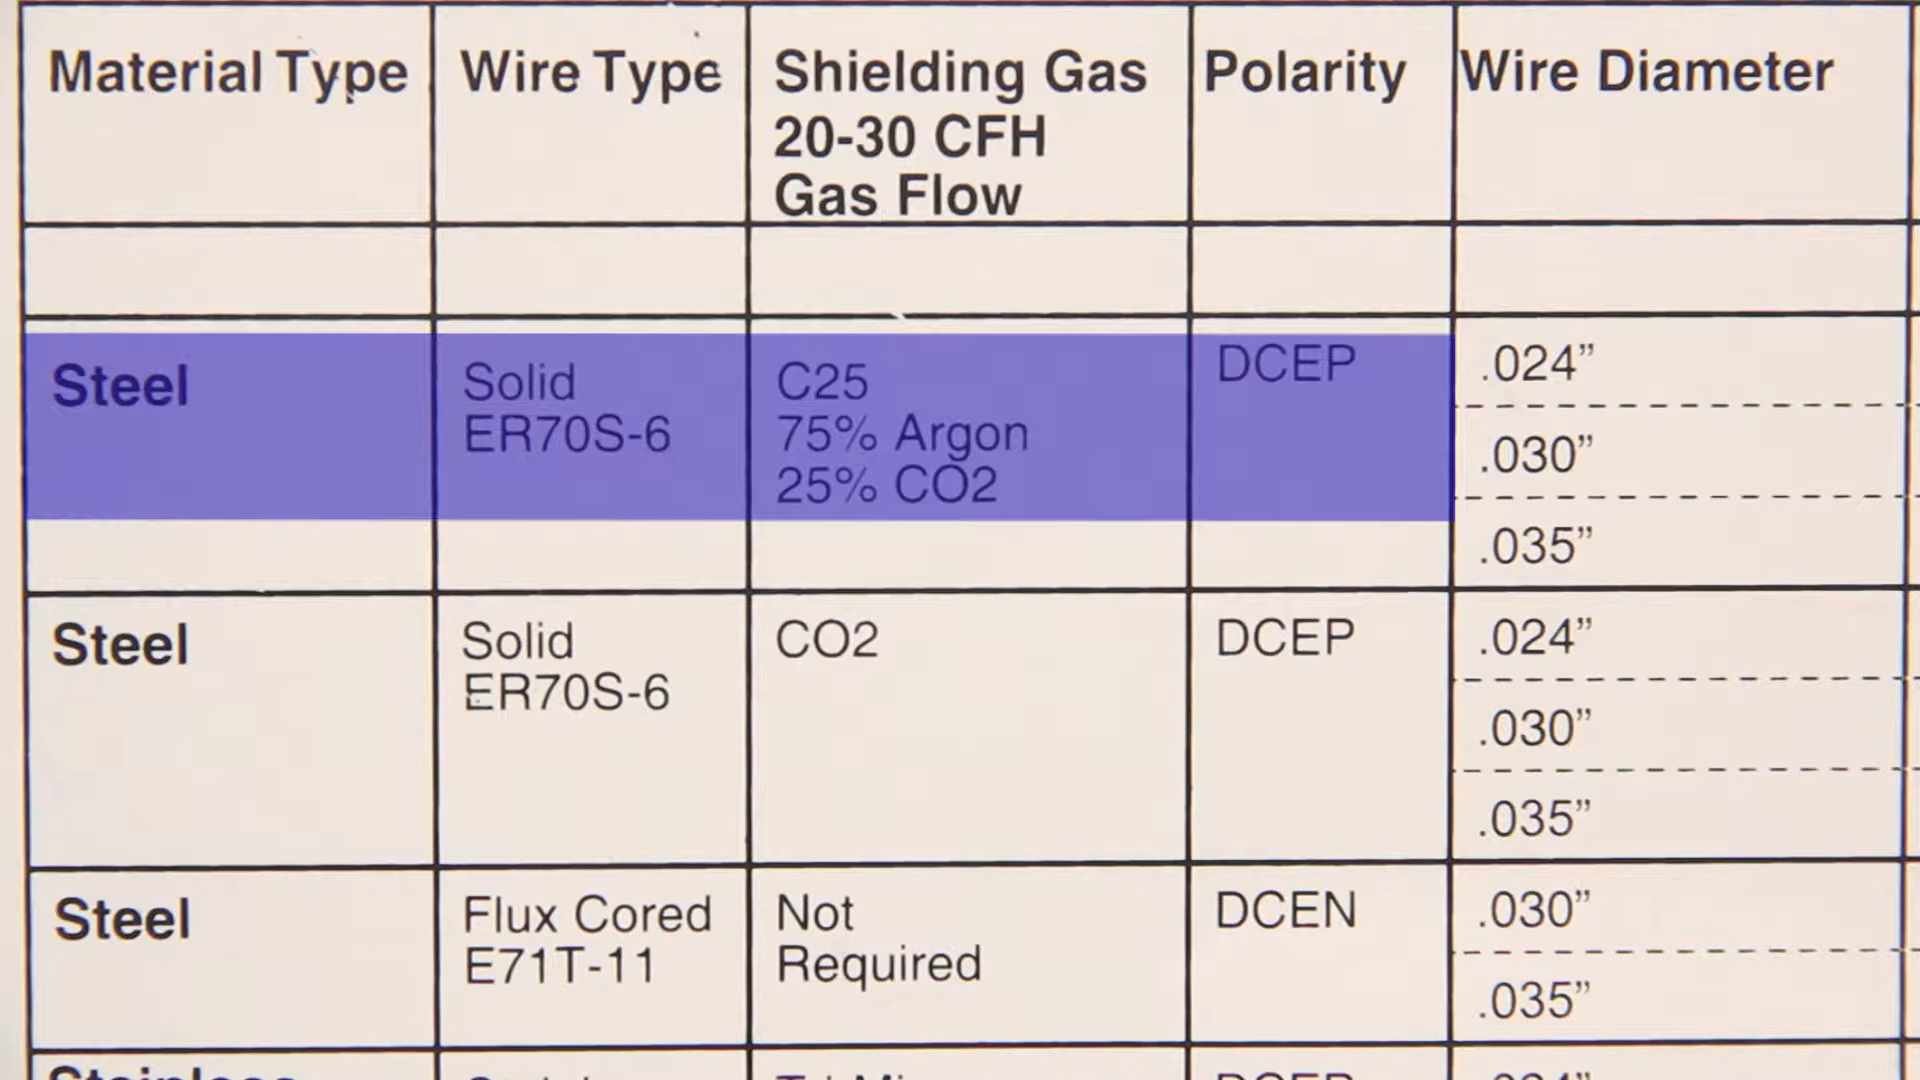 Material Type Wire Type Shielding Gas Polarity Wire Diameter
20-30 CFH
Gas Flow
Steel Solid C25 DCEP .024”
ER70S-6 75% Argon .030”
25% CO2
.035”
Steel Solid CO2 DCEP .024”
ER70S-6
.030”
.035”
Steel Flux Cored Not DCEN .030”
E71T-11 Required
.035”
Stainless